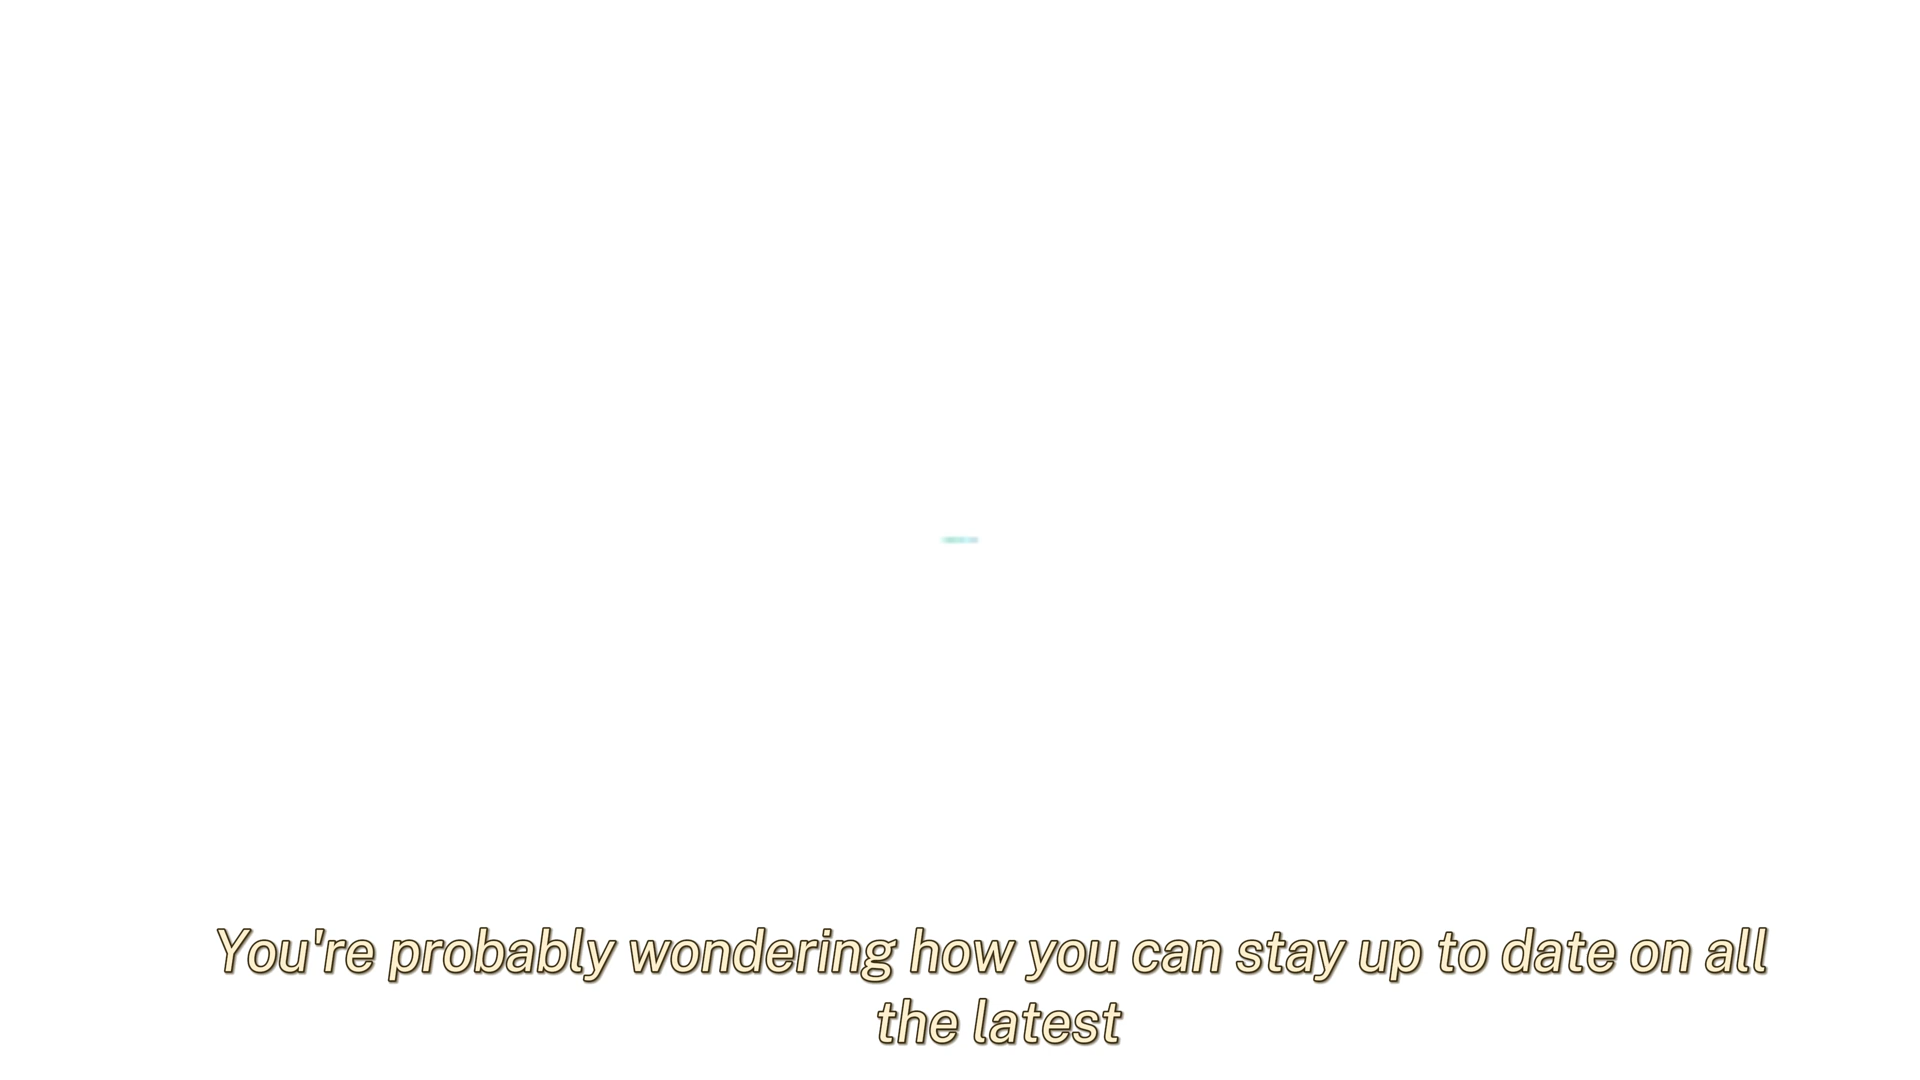 You're probably wondering how you can stay up to date on all
the latest